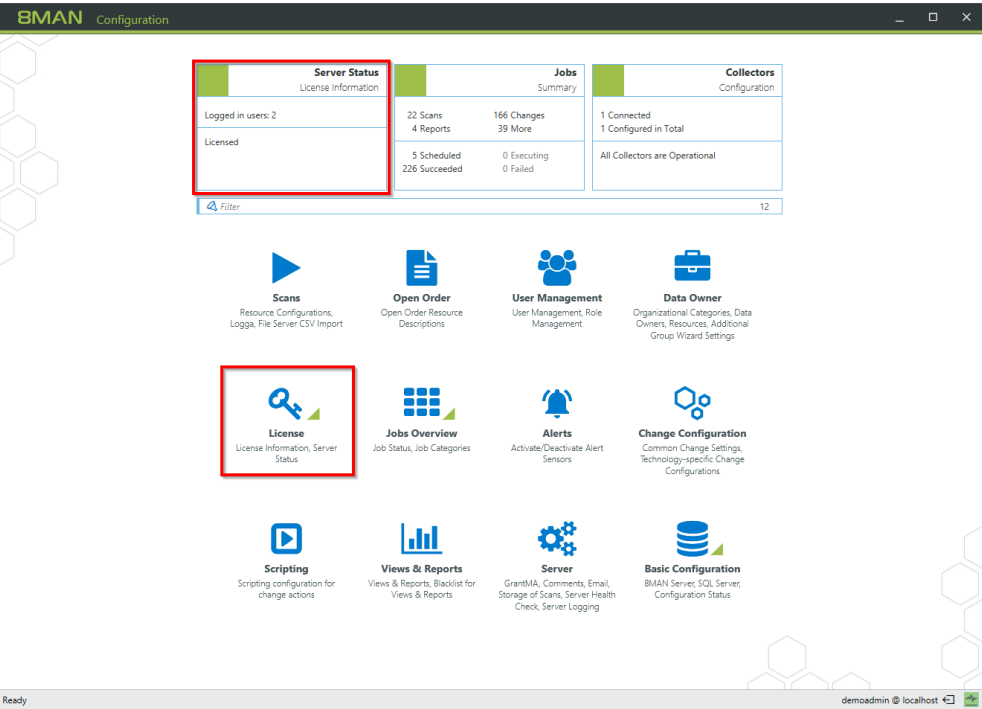 8MAN Configuration
Server Status
License Information
Logged in users: 2
Licensed
Jobs
Summary
22 Scans 166 Changes
4 Reports 39 More
5 Scheduled 0 Executing
226 Succeeded 0 Failed
Collectors
Configuration
1 Connected
1 Configured in Total
All Collectors are Operational
Filter 12
Scans
Resource Configurations,
Logga, File Server CSV Import
Open Order
Open Order Resource
Descriptions
User Management
User Management, Role
Management
Data Owner
Organizational Categories, Data
Owners, Resources, Additional
Group Wizard Settings
License
License Information, Server
Status
Jobs Overview
Job Status, Job Categories
Alerts
Activate/Deactivate Alert
Sensors
Change Configuration
Common Change Settings,
Technology-specific Change
Configurations
Scripting
Scripting configuration for
change actions
Views & Reports
Views & Reports, Blacklist for
Views & Reports
Server
GrantMA, Comments, Email,
Storage of Scans, Server Health
Check, Server Logging
Basic Configuration
8MAN Server, SQL Server,
Configuration Status
Ready
demoadmin @ localhost